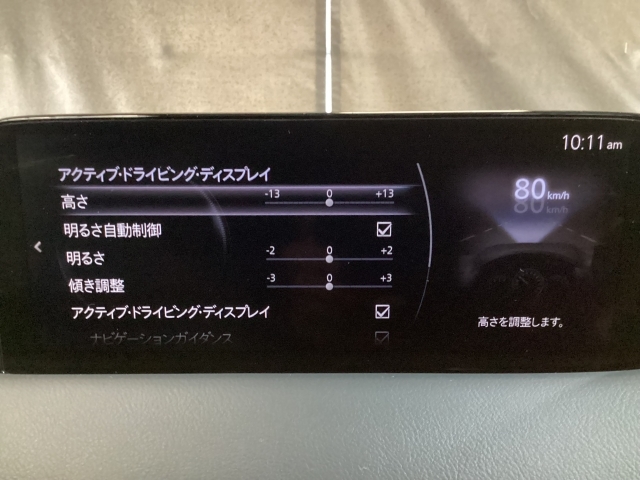 10:11am
アクティブ・ドライビング・ディスプレイ
高さ -13 0 +13
明るさ自動制御
明るさ -2 0 +2
傾き調整 -3 0 +3
アクティブ・ドライビング・ディスプレイ
ナビゲーションガイダンス
80 km/h
80 km/h
高さを調整します。